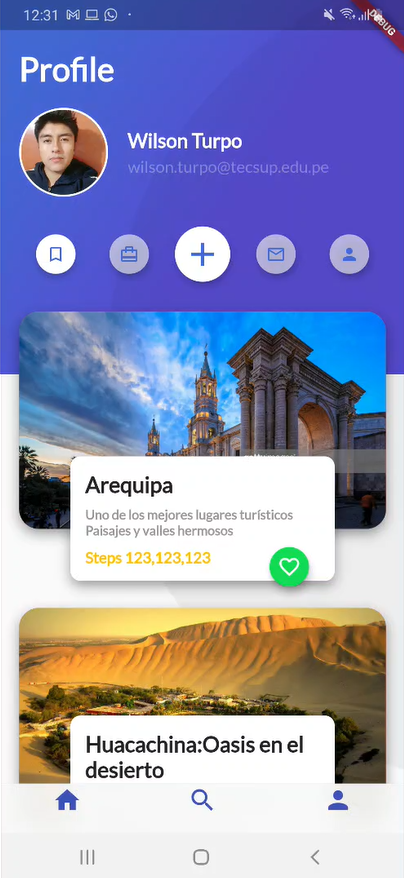 12:31
DEBUG
Profile
Wilson Turpo
wilson.turpo@tecsup.edu.pe
Arequipa
Uno de los mejores lugares turísticos
Paisajes y valles hermosos
Steps 123,123,123
Huacachina:Oasis en el
desierto